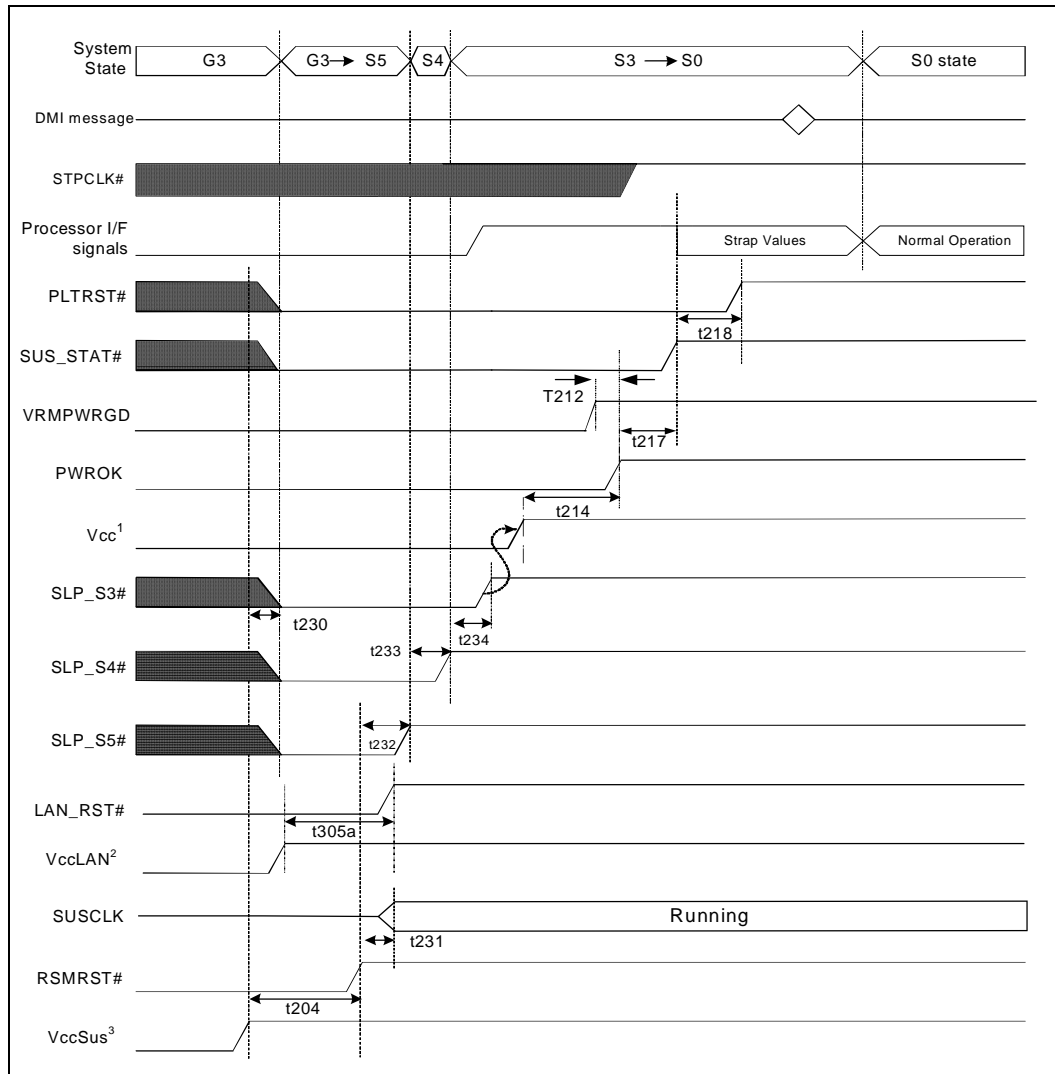 System State
G3
G3 → S5
S4
S3 → S0
S0 state
DMI message
STPCLK#
Processor I/F signals
Strap Values
Normal Operation
PLTRST#
t218
SUS_STAT#
T212
VRMPWRGD
t217
PWROK
t214
Vcc¹
SLP_S3#
t230
t234
t233
SLP_S4#
SLP_S5#
t232
LAN_RST#
t305a
VccLAN²
SUSCLK
Running
t231
RSMRST#
t204
VccSus³